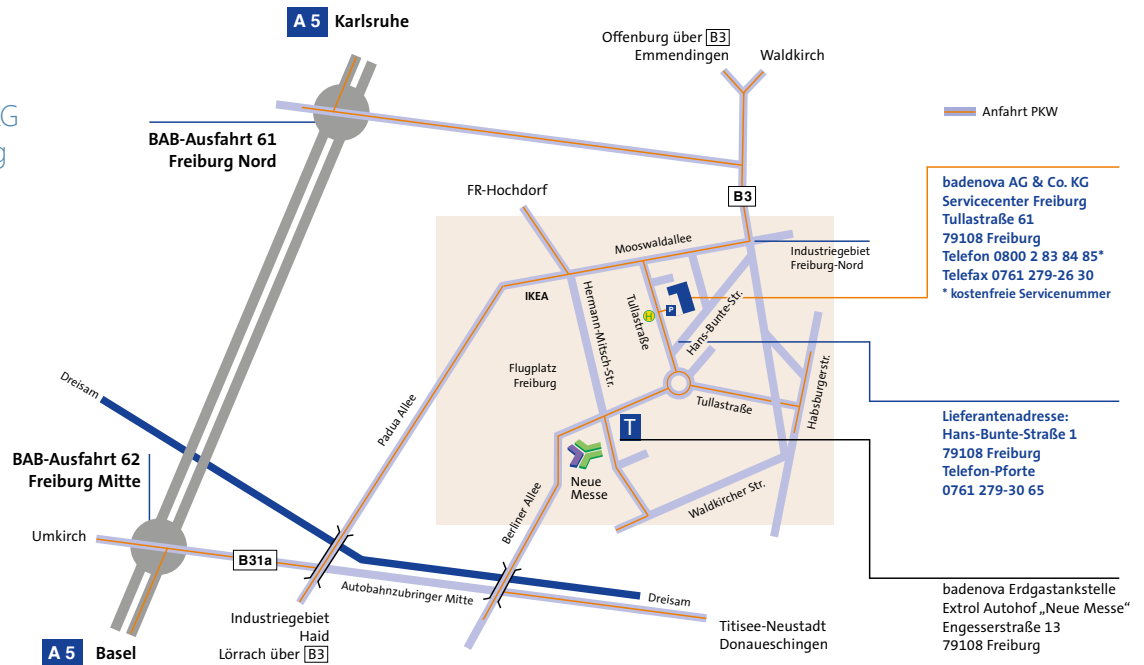 A 5 Karlsruhe
Offenburg über B3
Emmendingen
Waldkirch
G
g
BAB-Ausfahrt 61
Freiburg Nord
Anfahrt PKW
FR-Hochdorf
B3
badenova AG & Co. KG
Servicecenter Freiburg
Tullastraße 61
79108 Freiburg
Telefon 0800 2 83 84 85*
Telefax 0761 279-26 30
* kostenfreie Servicenummer
Mooswaldallee
Industriegebiet
Freiburg-Nord
IKEA
Hermann-Mitsch-Str.
Tullastraße
H
P
Hans-Bunte-Str.
Flugplatz
Freiburg
Dreisam
Padua Allee
Tullastraße
Habsburgerstr.
T
Lieferantenadresse:
Hans-Bunte-Straße 1
79108 Freiburg
Telefon-Pforte
0761 279-30 65
BAB-Ausfahrt 62
Freiburg Mitte
Neue
Messe
Berliner Allee
Waldkircher Str.
Umkirch
B31a
Autobahnzubringer Mitte
Dreisam
badenova Erdgastankstelle
Extrol Autohof „Neue Messe“
Engesserstraße 13
79108 Freiburg
Industriegebiet
Haid
Lörrach über B3
Titisee-Neustadt
Donaueschingen
A 5 Basel